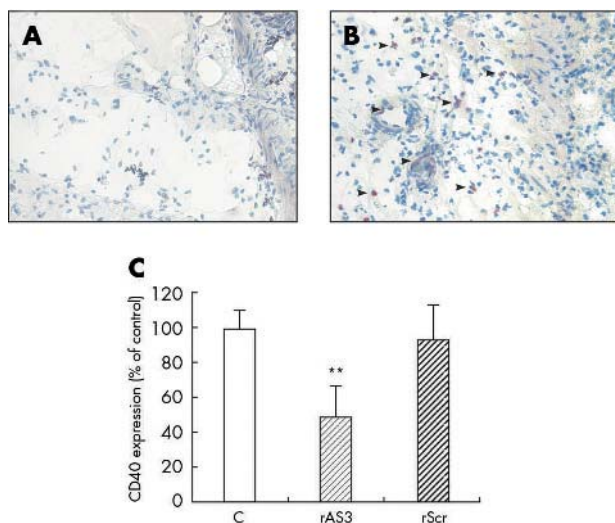 A
B
C
CD40 expression (% of control)
120
100
80
60
40
20
0
**
C
rAS3
rScr